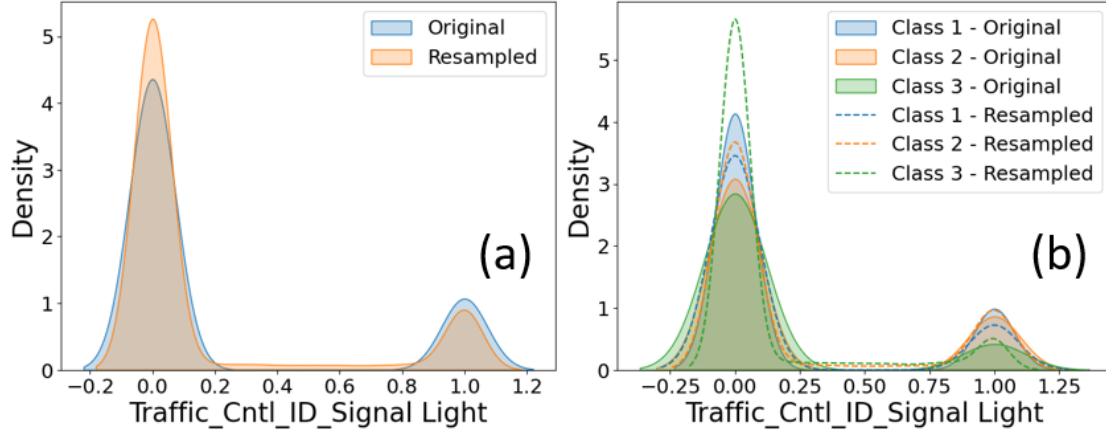 5
4
3
2
1
0
Density
Original
Resampled
(a)
−0.2 0.0 0.2 0.4 0.6 0.8 1.0 1.2
Traffic_Cntl_ID_Signal Light
5
4
3
2
1
0
Density
Class 1 - Original
Class 2 - Original
Class 3 - Original
Class 1 - Resampled
Class 2 - Resampled
Class 3 - Resampled
(b)
−0.25 0.00 0.25 0.50 0.75 1.00 1.25
Traffic_Cntl_ID_Signal Light